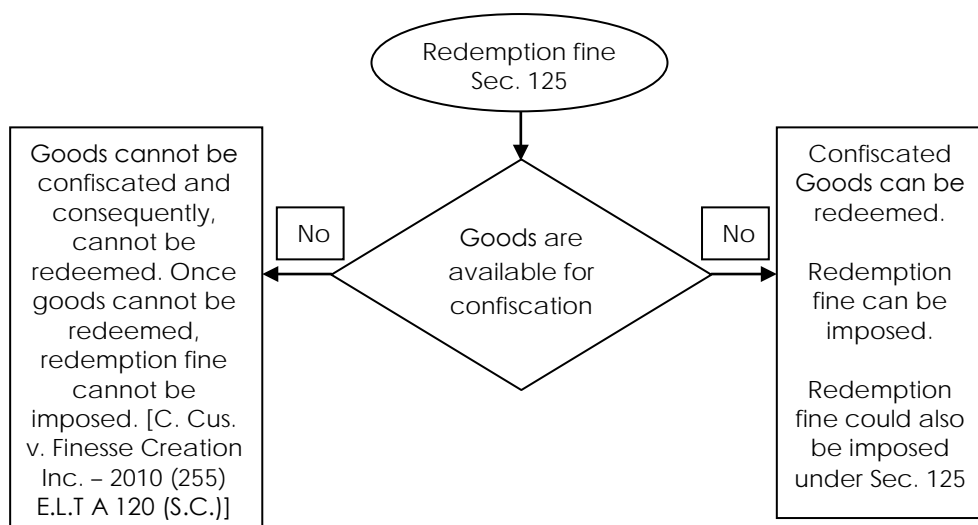 Redemption fine
Sec. 125
Goods cannot be
confiscated and
consequently,
cannot be
redeemed. Once
goods cannot be
redeemed,
redemption fine
cannot be
imposed. [C. Cus.
v. Finesse Creation
Inc. – 2010 (255)
E.L.T A 120 (S.C.)]
No
Goods are
available for
confiscation
No
Confiscated
Goods can be
redeemed.
Redemption
fine can be
imposed.
Redemption
fine could also
be imposed
under Sec. 125